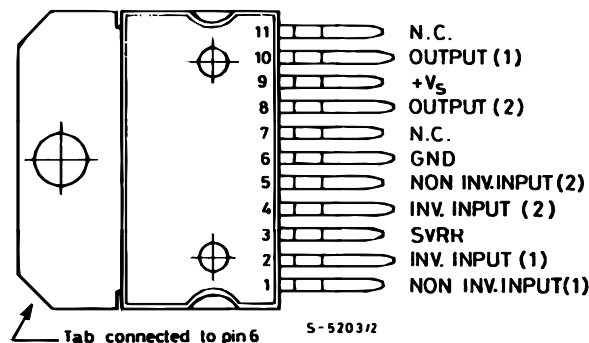 11 N.C.
10 OUTPUT (1)
9 +Vs
8 OUTPUT (2)
7 N.C.
6 GND
5 NON INV. INPUT (2)
4 INV. INPUT (2)
3 SVRR
2 INV. INPUT (1)
1 NON INV. INPUT (1)
Tab connected to pin 6
S-5203/2